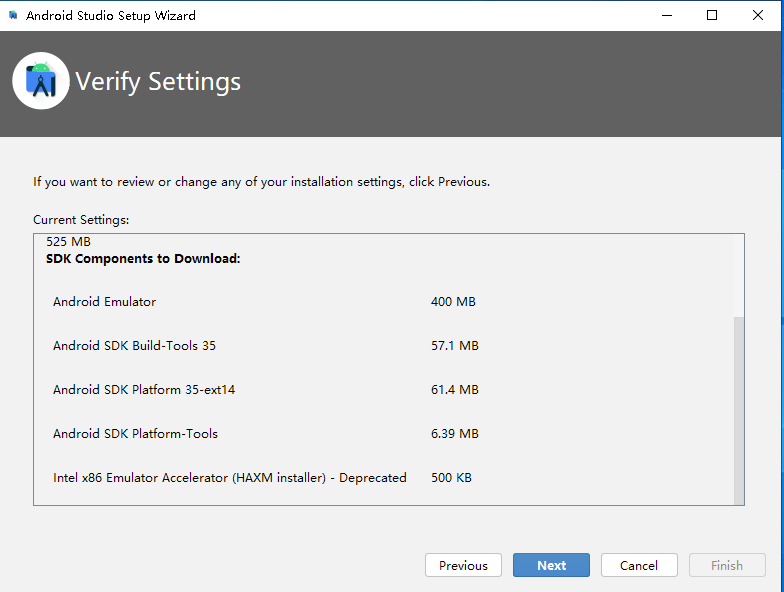 Android Studio Setup Wizard
Verify Settings
If you want to review or change any of your installation settings, click Previous.
Current Settings:
525 MB
SDK Components to Download:
Android Emulator 400 MB
Android SDK Build-Tools 35 57.1 MB
Android SDK Platform 35-ext14 61.4 MB
Android SDK Platform-Tools 6.39 MB
Intel x86 Emulator Accelerator (HAXM installer) - Deprecated 500 KB
Previous Next Cancel Finish